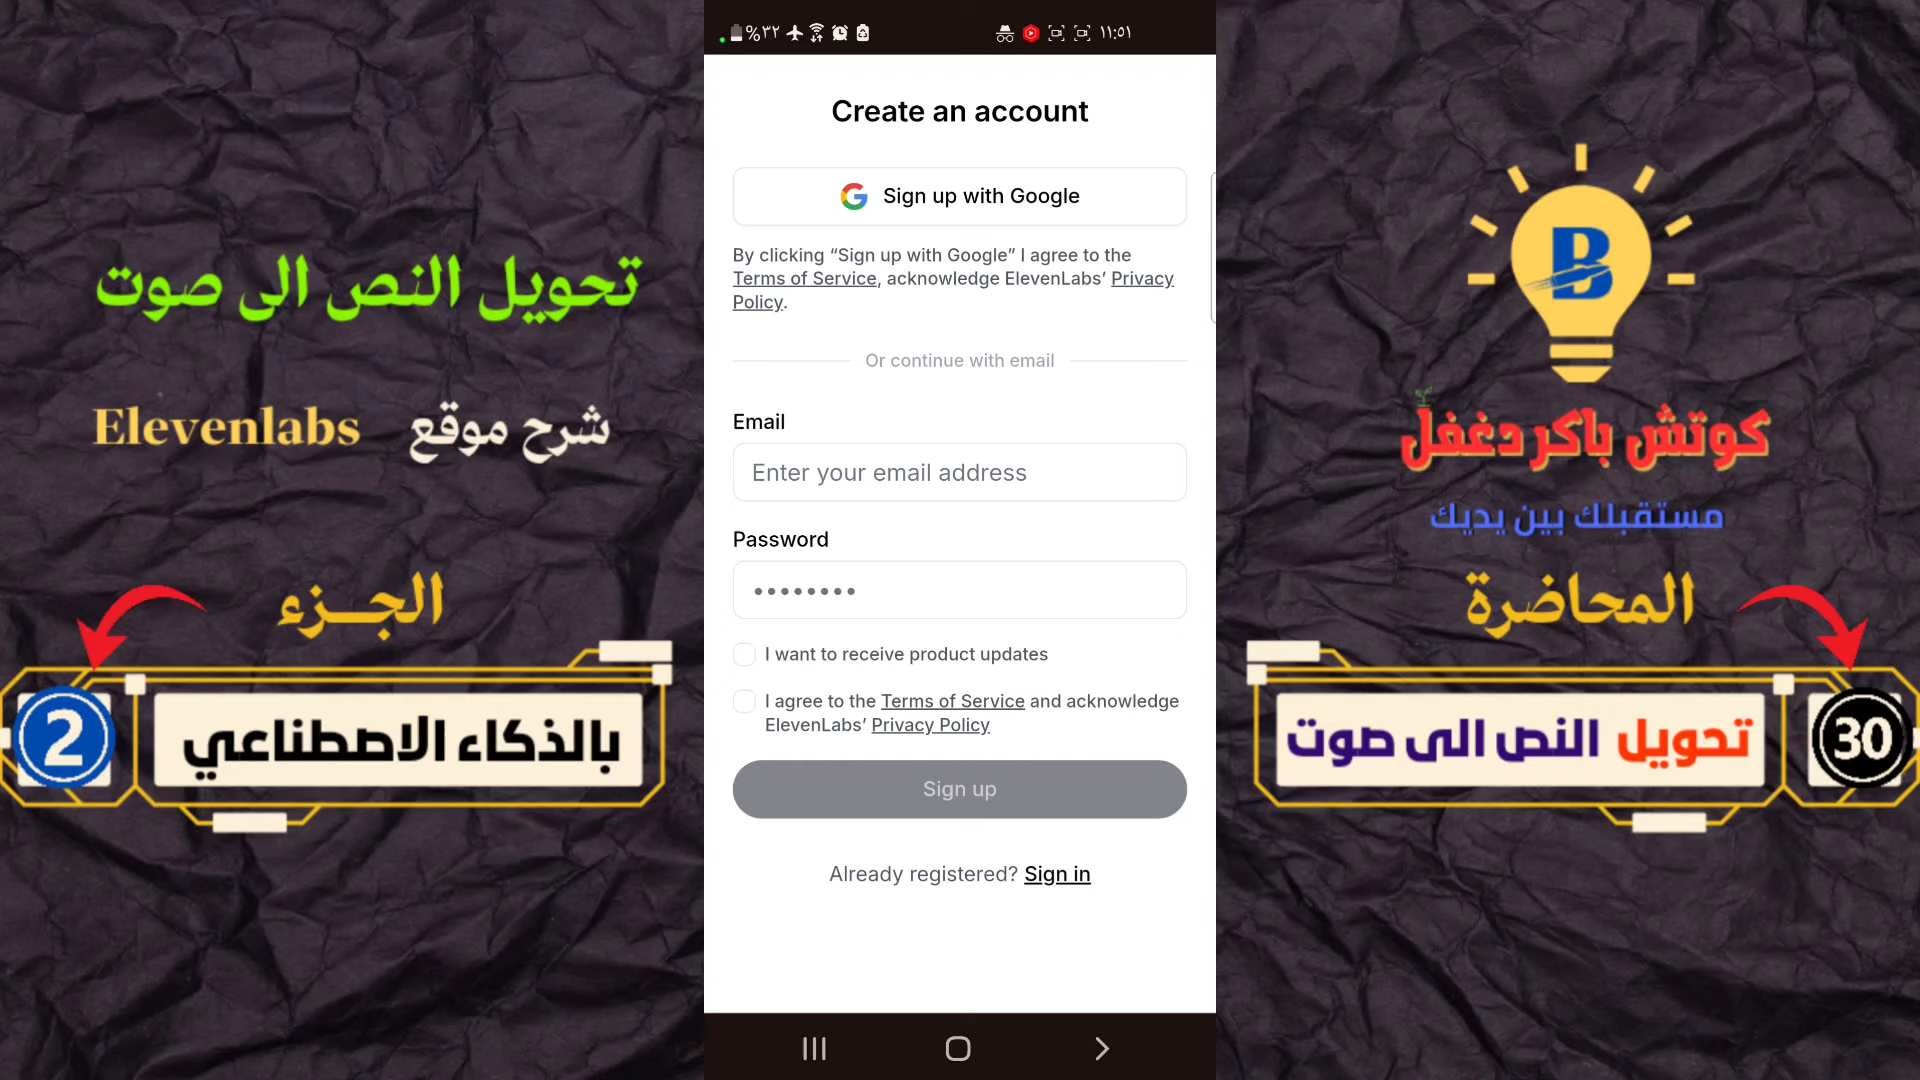 %٣٢
١١:٥١
Create an account
Sign up with Google
By clicking “Sign up with Google” I agree to the
Terms of Service, acknowledge ElevenLabs’ Privacy
Policy.
Or continue with email
Email
Enter your email address
Password
I want to receive product updates
I agree to the Terms of Service and acknowledge
ElevenLabs’ Privacy Policy
Sign up
Already registered? Sign in
تحويل النص الى صوت
شرح موقع Elevenlabs
الجزء
2
بالذكاء الاصطناعي
B
كوتش باكر دغفل
مستقبلك بين يديك
المحاضرة
تحويل النص الى صوت
30